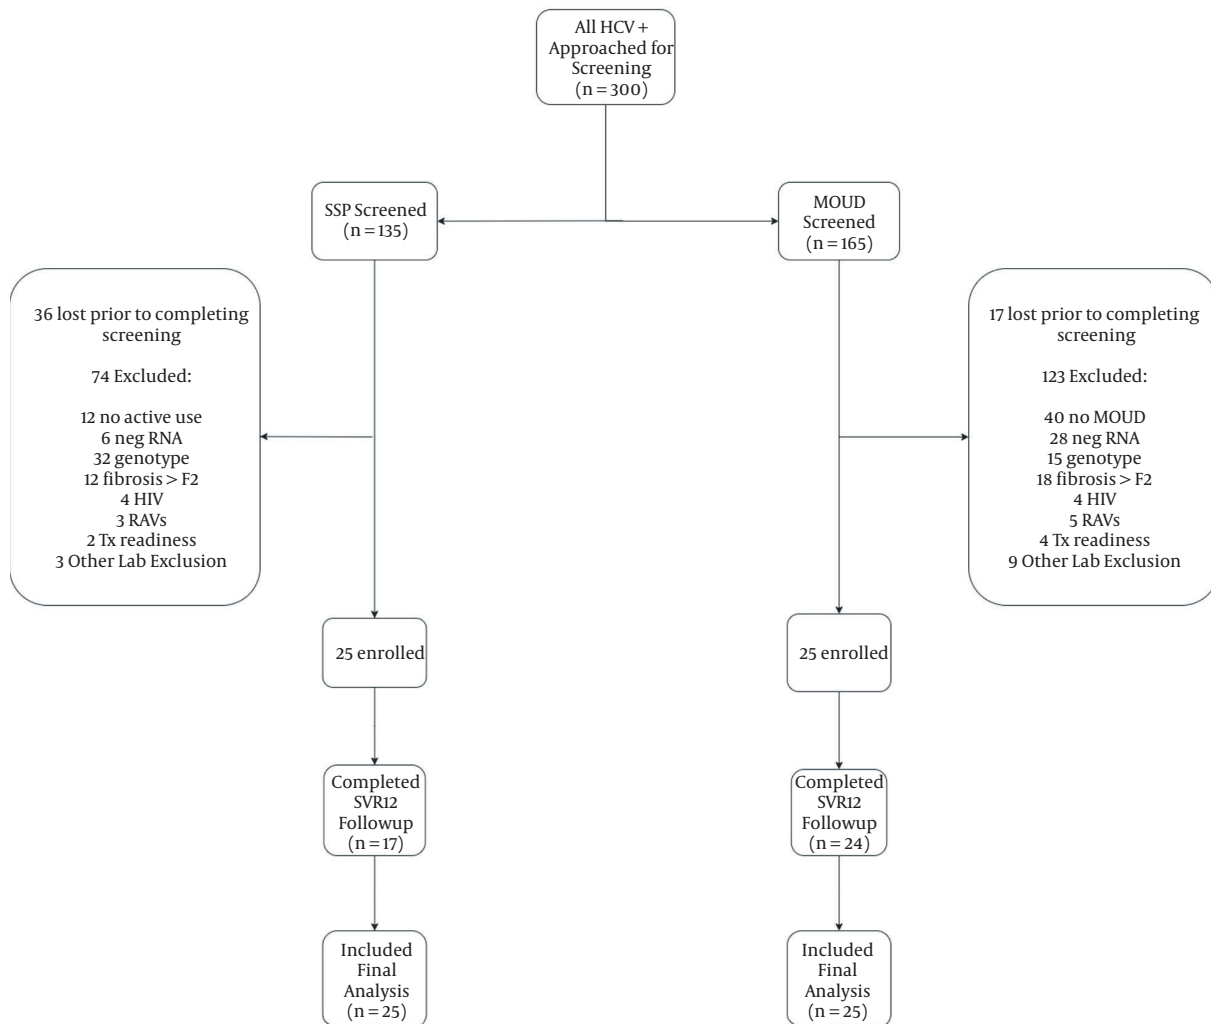 All HCV +
Approached for
Screening
(n = 300)
SSP Screened
(n = 135)
MOUD
Screened
(n = 165)
36 lost prior to completing
screening
74 Excluded:
12 no active use
6 neg RNA
32 genotype
12 fibrosis > F2
4 HIV
3 RAVs
2 Tx readiness
3 Other Lab Exclusion
17 lost prior to completing
screening
123 Excluded:
40 no MOUD
28 neg RNA
15 genotype
18 fibrosis > F2
4 HIV
5 RAVs
4 Tx readiness
9 Other Lab Exclusion
25 enrolled
25 enrolled
Completed
SVR12
Followup
(n = 17)
Completed
SVR12
Followup
(n = 24)
Included
Final
Analysis
(n = 25)
Included
Final
Analysis
(n = 25)